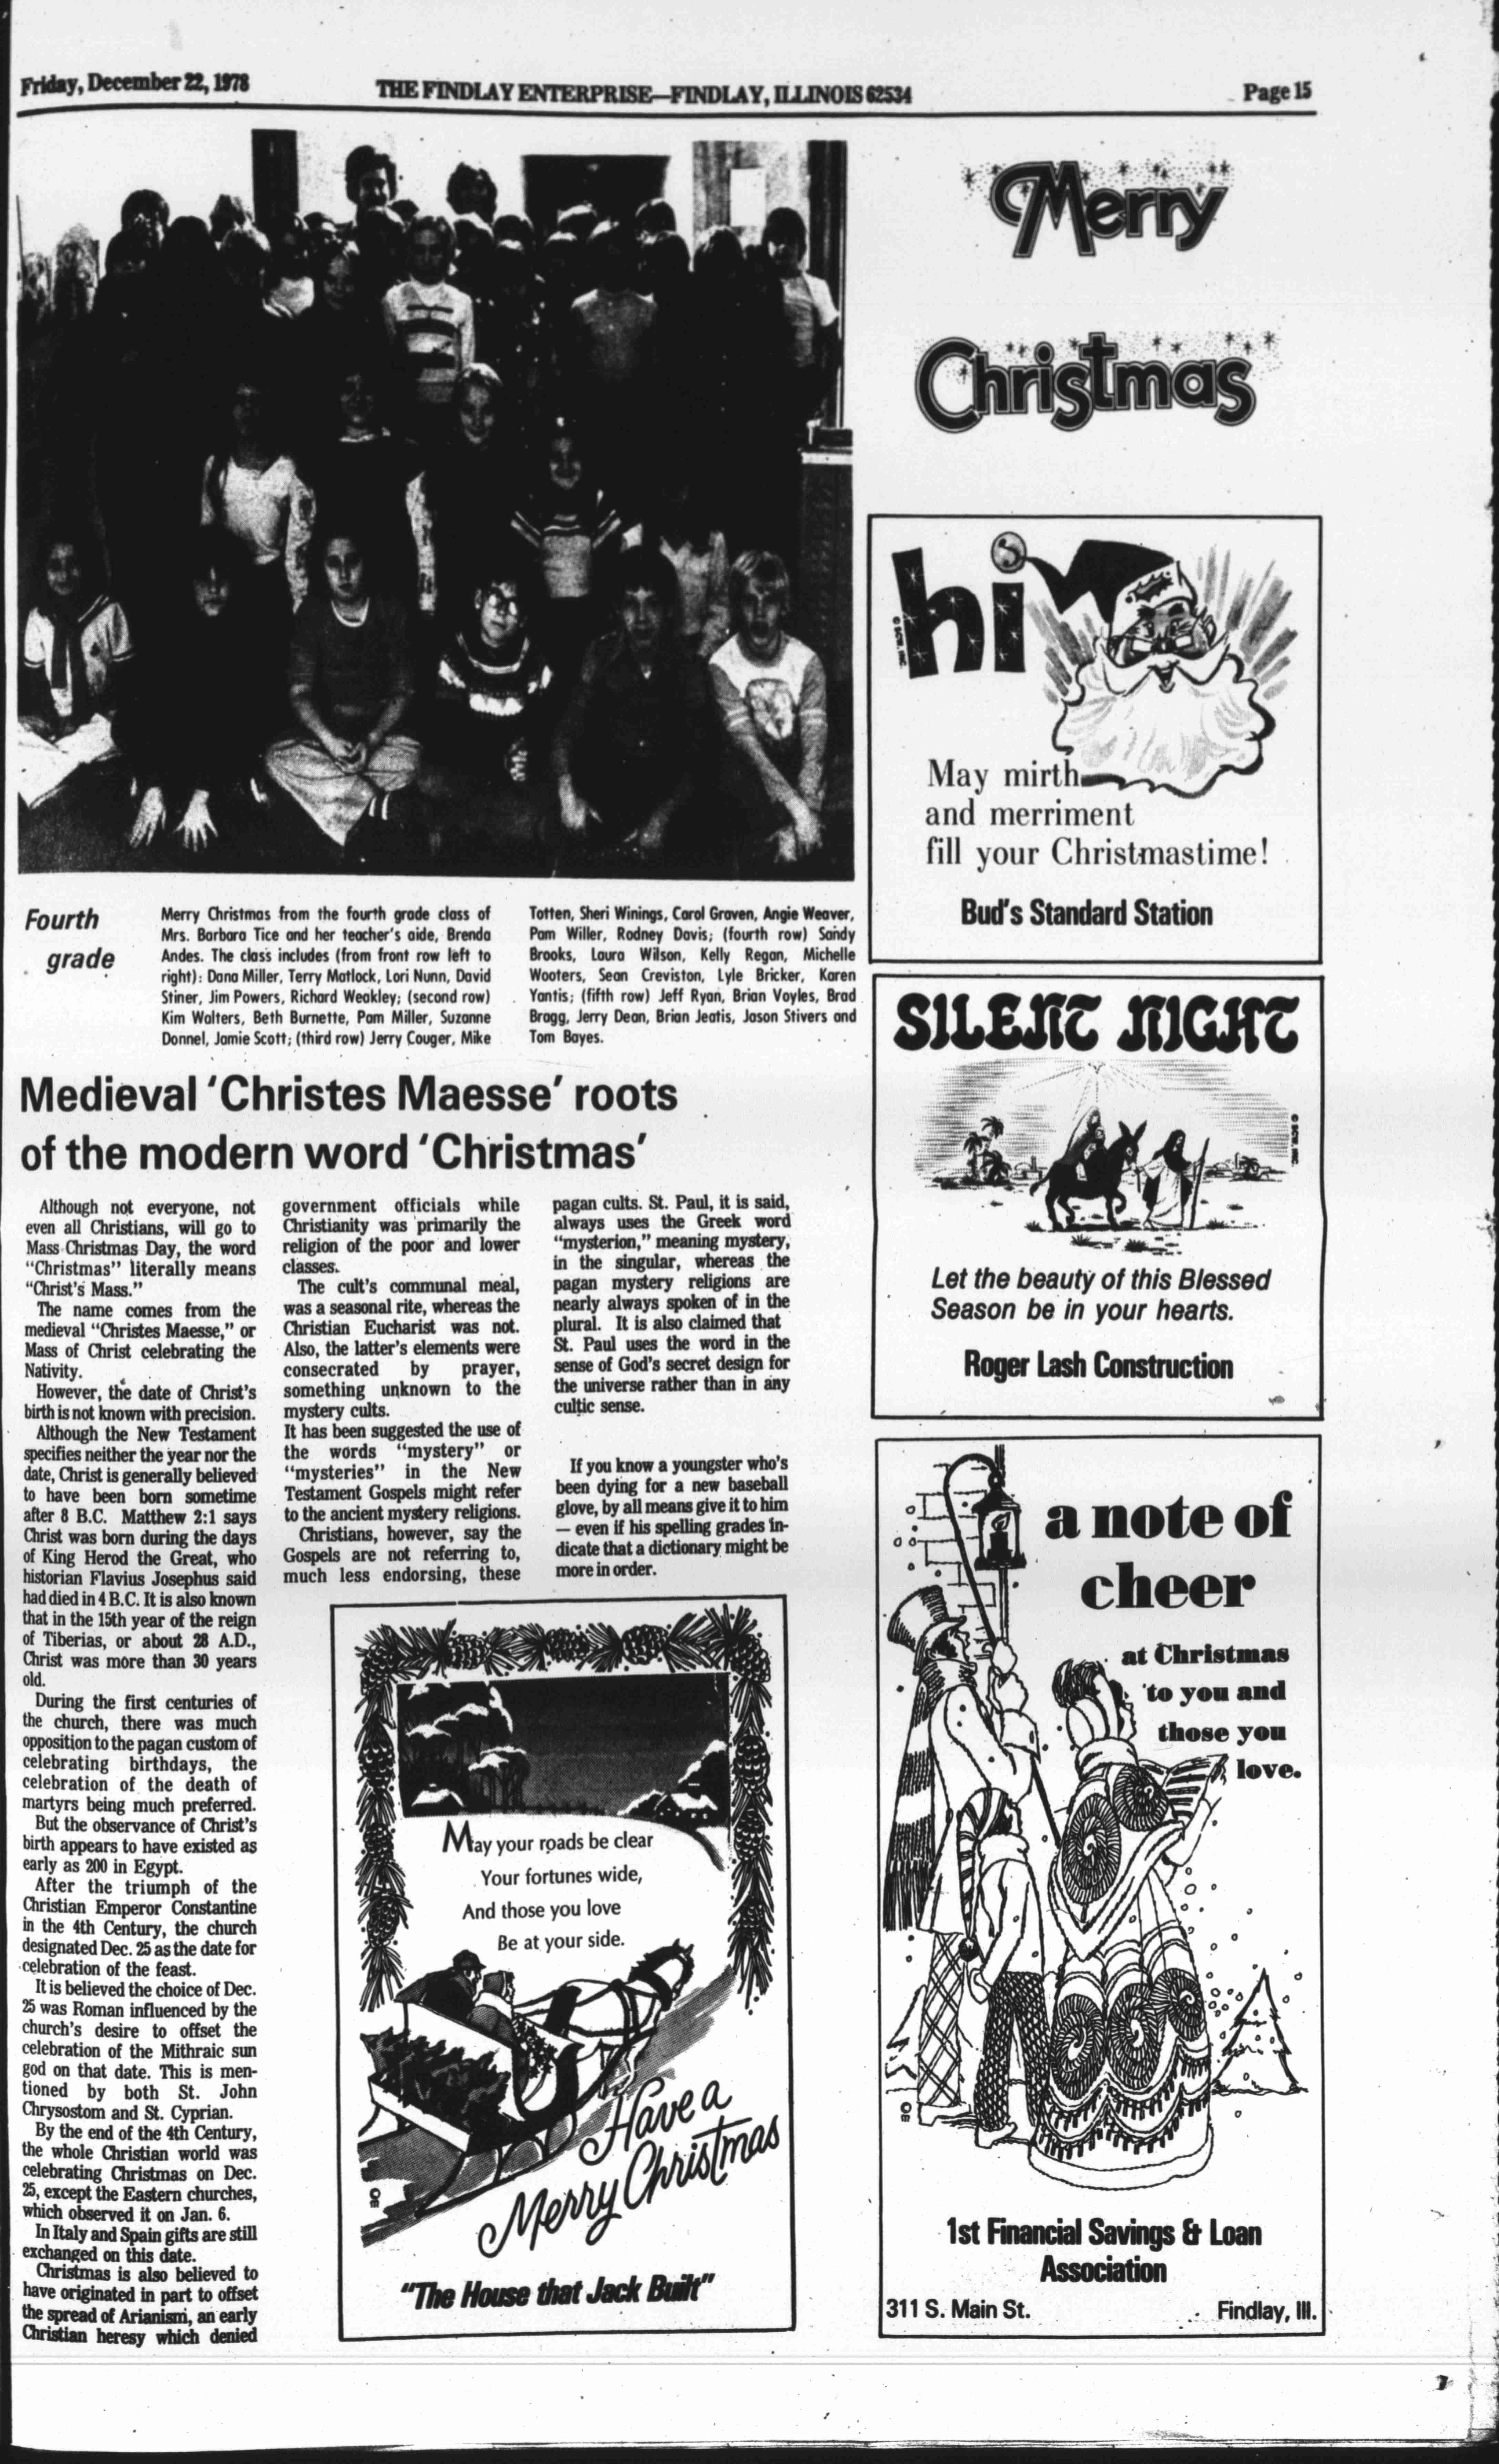 Friday, December 22, 1978
THE FINDLAY ENTERPRISE—FINDLAY, ILLINOIS 62534
Page 15
Fourth
grade
Merry Christmas from the fourth grade class of
Mrs. Barbara Tice and her teacher's aide, Brenda
Andes. The class includes (from front row left to
right): Dana Miller, Terry Matlock, Lori Nunn, David
Stiner, Jim Powers, Richard Weakley; (second row)
Kim Walters, Beth Burnette, Pam Miller, Suzanne
Donnel, Jamie Scott; (third row) Jerry Couger, Mike
Totten, Sheri Winings, Carol Graven, Angie Weaver,
Pam Willer, Rodney Davis; (fourth row) Sandy
Brooks, Laura Wilson, Kelly Regan, Michelle
Wooters, Sean Creviston, Lyle Bricker, Karen
Yantis; (fifth row) Jeff Ryan, Brian Voyles, Brad
Bragg, Jerry Dean, Brian Jeatis, Jason Stivers and
Tom Bayes.
Medieval 'Christes Maesse' roots
of the modern word 'Christmas'
Although not everyone, not
even all Christians, will go to
Mass Christmas Day, the word
"Christmas" literally means
"Christ's Mass."
The name comes from the
medieval "Christes Maesse," or
Mass of Christ celebrating the
Nativity.
However, the date of Christ's
birth is not known with precision.
Although the New Testament
specifies neither the year nor the
date, Christ is generally believed
to have been born sometime
after 8 B.C. Matthew 2:1 says
Christ was born during the days
of King Herod the Great, who
historian Flavius Josephus said
had died in 4 B.C. It is also known
that in the 15th year of the reign
of Tiberias, or about 28 A.D.,
Christ was more than 30 years
old.
During the first centuries of
the church, there was much
opposition to the pagan custom of
celebrating birthdays, the
celebration of the death of
martyrs being much preferred.
But the observance of Christ's
birth appears to have existed as
early as 200 in Egypt.
After the triumph of the
Christian Emperor Constantine
in the 4th Century, the church
designated Dec. 25 as the date for
celebration of the feast.
It is believed the choice of Dec.
25 was Roman influenced by the
church's desire to offset the
celebration of the Mithraic sun
god on that date. This is men-
tioned by both St. John
Chrysostom and St. Cyprian.
By the end of the 4th Century,
the whole Christian world was
celebrating Christmas on Dec.
25, except the Eastern churches,
which observed it on Jan. 6.
In Italy and Spain gifts are still
exchanged on this date.
Christmas is also believed to
have originated in part to offset
the spread of Arianism, an early
Christian heresy which denied
government officials while
Christianity was primarily the
religion of the poor and lower
classes.
The cult's communal meal,
was a seasonal rite, whereas the
Christian Eucharist was not.
Also, the latter's elements were
consecrated by prayer,
something unknown to the
mystery cults.
It has been suggested the use of
the words "mystery" or
"mysteries" in the New
Testament Gospels might refer
to the ancient mystery religions.
Christians, however, say the
Gospels are not referring to,
much less endorsing, these
pagan cults. St. Paul, it is said,
always uses the Greek word
"mysterion," meaning mystery,
in the singular, whereas the
pagan mystery religions are
nearly always spoken of in the
plural. It is also claimed that
St. Paul uses the word in the
sense of God's secret design for
the universe rather than in any
cultic sense.
If you know a youngster who's
been dying for a new baseball
glove, by all means give it to him
— even if his spelling grades in-
dicate that a dictionary might be
more in order.
May your roads be clear
Your fortunes wide,
And those you love
Be at your side.
Have a
Merry Christmas
"The House that Jack Built"
Merry
Christmas
hi
© SCW, INC.
May mirth
and merriment
fill your Christmastime!
Bud's Standard Station
SILENT NIGHT
© SCW, INC.
Let the beauty of this Blessed
Season be in your hearts.
Roger Lash Construction
a note of
cheer
at Christmas
to you and
those you
love.
1st Financial Savings & Loan
Association
311 S. Main St.
Findlay, Ill.